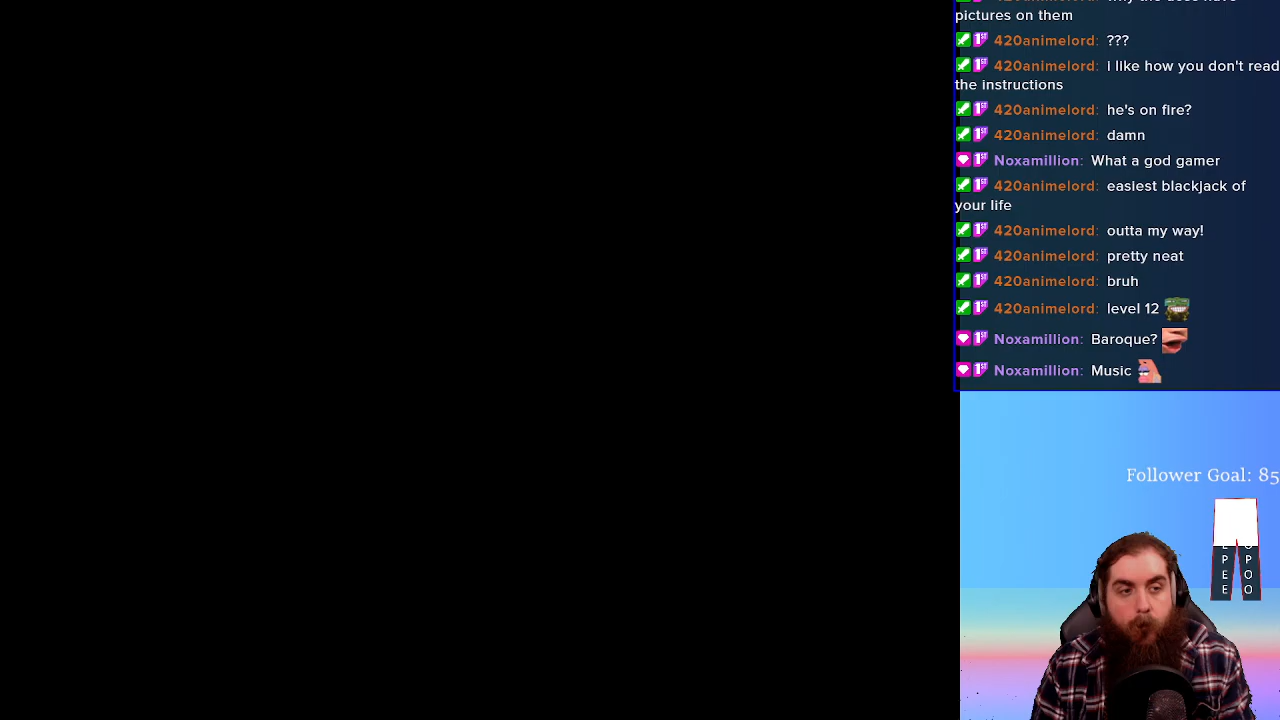 pictures on them
420animelord: ???
420animelord: i like how you don't read
the instructions
420animelord: he's on fire?
420animelord: damn
Noxamillion: What a god gamer
420animelord: easiest blackjack of
your life
420animelord: outta my way!
420animelord: pretty neat
420animelord: bruh
420animelord: level 12
Noxamillion: Baroque?
Noxamillion: Music
Follower Goal: 85
P P
E O
E O